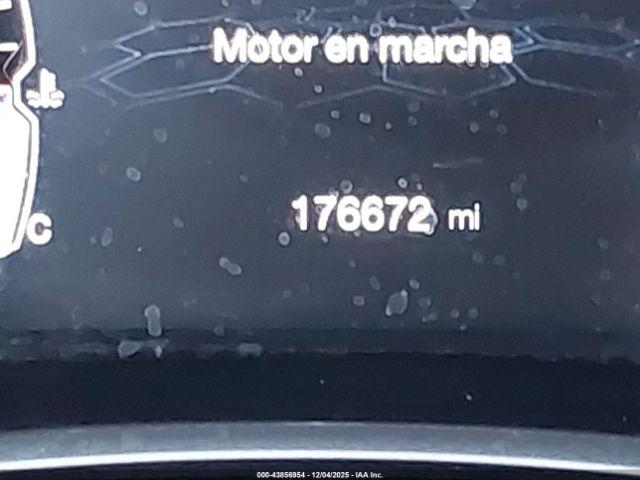 Motor en marcha
176672 mi
C
000-43856954 - 12/04/2025 - IAA Inc.